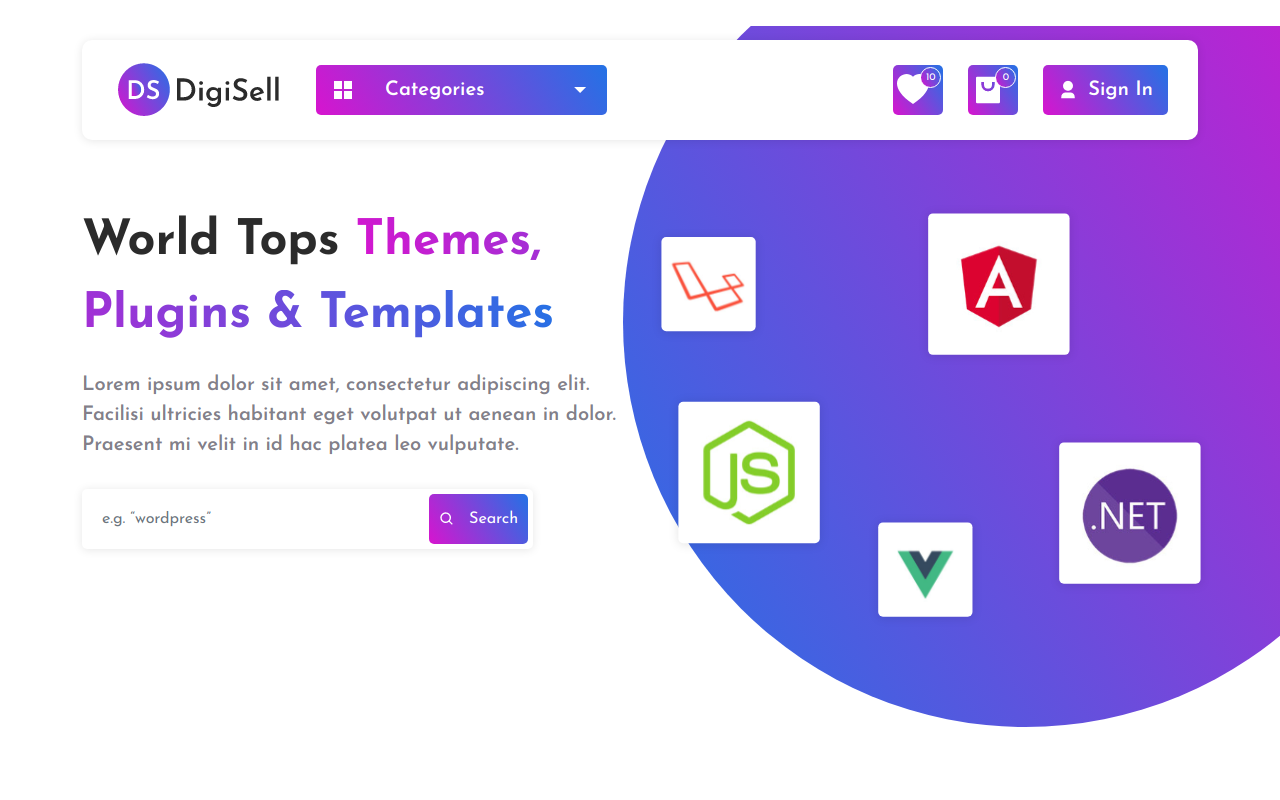 DS DigiSell
Categories
10
0
Sign In
World Tops Themes,
Plugins & Templates
Lorem ipsum dolor sit amet, consectetur adipiscing elit.
Facilisi ultricies habitant eget volutpat ut aenean in dolor.
Praesent mi velit in id hac platea leo vulputate.
e.g. “wordpress”
Search
JS
.NET